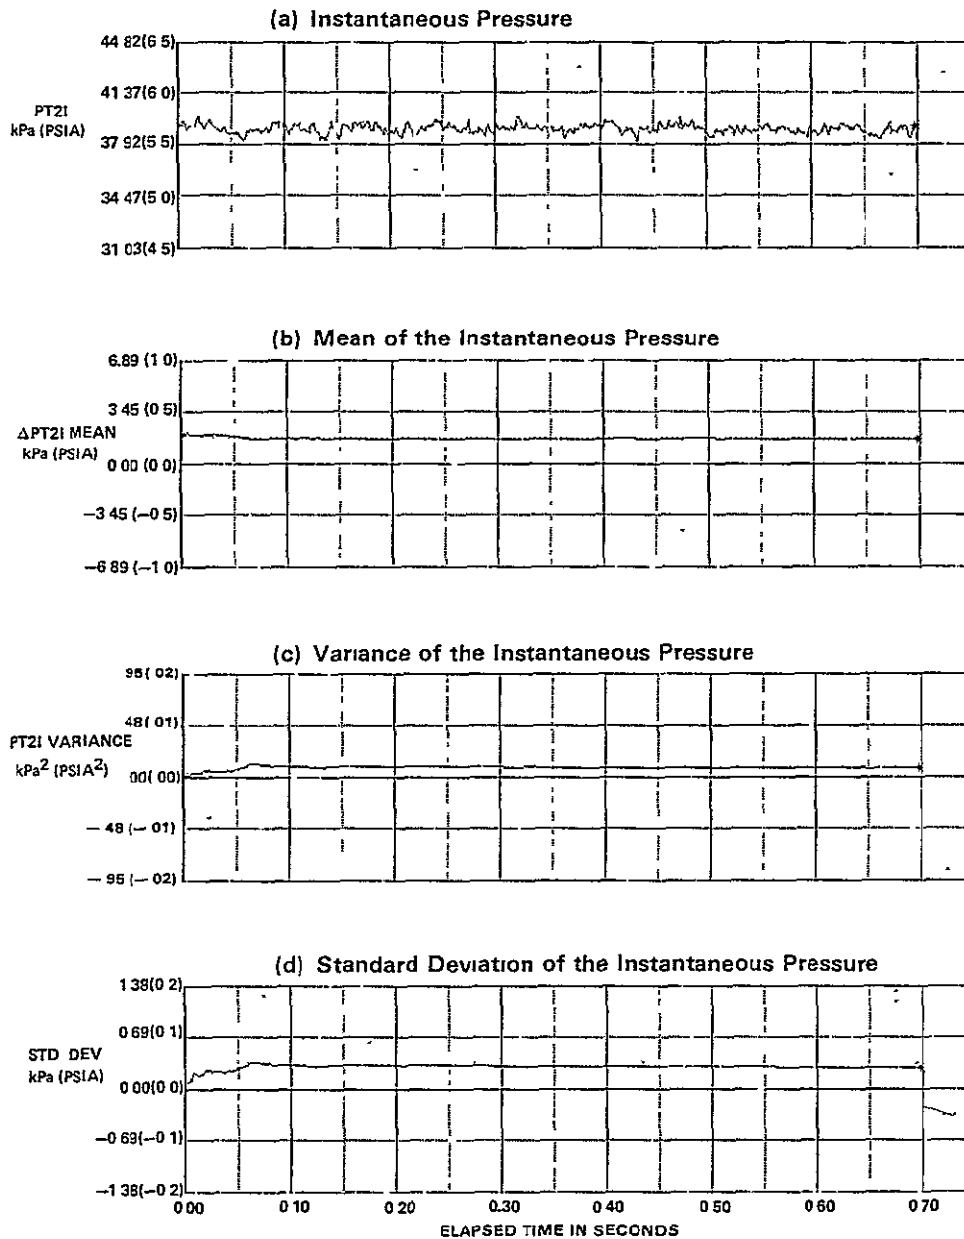 (a) Instantaneous Pressure
44 82(6 5)
41 37(6 0)
PT2I
kPa (PSIA)
37 92(5 5)
34 47(5 0)
31 03(4 5)
(b) Mean of the Instantaneous Pressure
6.89 (1 0)
3 45 (0 5)
ΔPT2I MEAN
kPa (PSIA)
0 00 (0 0)
−3 45 (−0 5)
−6 89 (−1 0)
(c) Variance of the Instantaneous Pressure
95( 02)
48( 01)
PT2I VARIANCE
kPa² (PSIA²)
00( 00)
− 48 (− 01)
− 95 (− 02)
(d) Standard Deviation of the Instantaneous Pressure
1 38(0 2)
0 69(0 1)
STD DEV
kPa (PSIA)
0 00(0 0)
−0 69(−0 1)
−1 38(−0 2)
0 00 0 10 0 20 0 30 0 40 0 50 0 60 0 70
ELAPSED TIME IN SECONDS